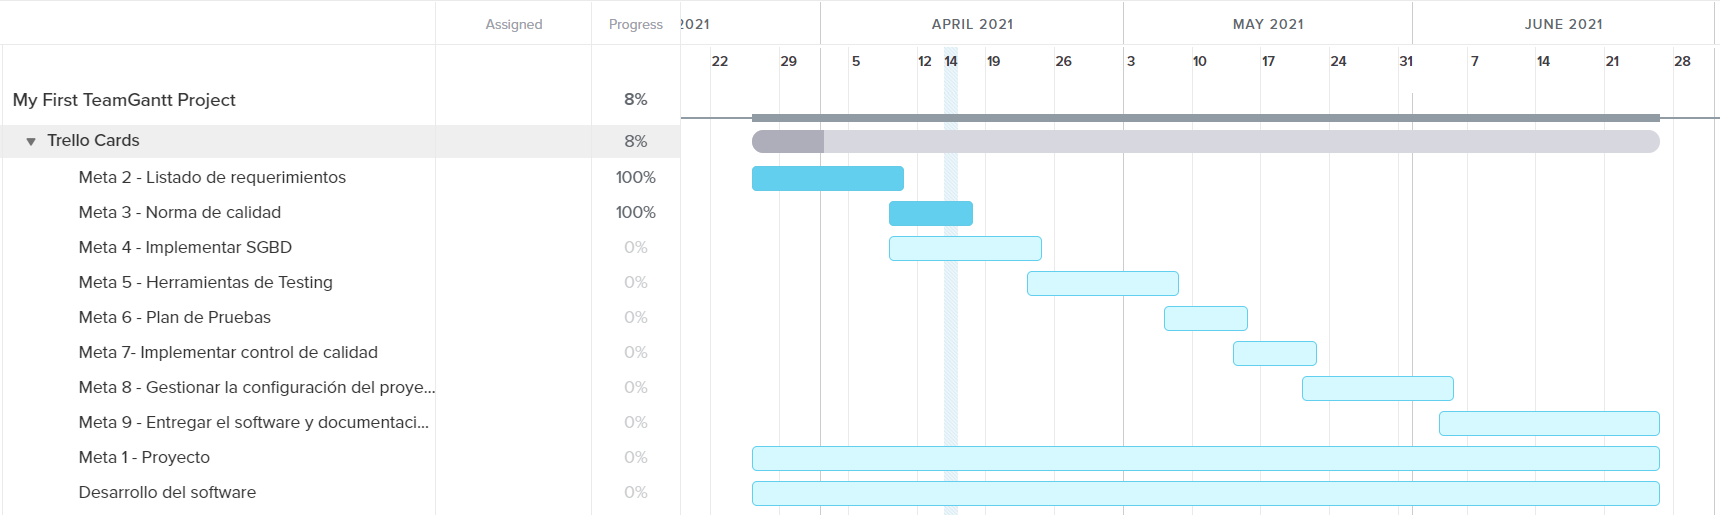 Assigned Progress 2021 APRIL 2021 MAY 2021 JUNE 2021
22 29 5 12 14 19 26 3 10 17 24 31 7 14 21 28
My First TeamGantt Project 8%
Trello Cards 8%
Meta 2 - Listado de requerimientos 100%
Meta 3 - Norma de calidad 100%
Meta 4 - Implementar SGBD 0%
Meta 5 - Herramientas de Testing 0%
Meta 6 - Plan de Pruebas 0%
Meta 7- Implementar control de calidad 0%
Meta 8 - Gestionar la configuración del proye... 0%
Meta 9 - Entregar el software y documentaci... 0%
Meta 1 - Proyecto 0%
Desarrollo del software 0%